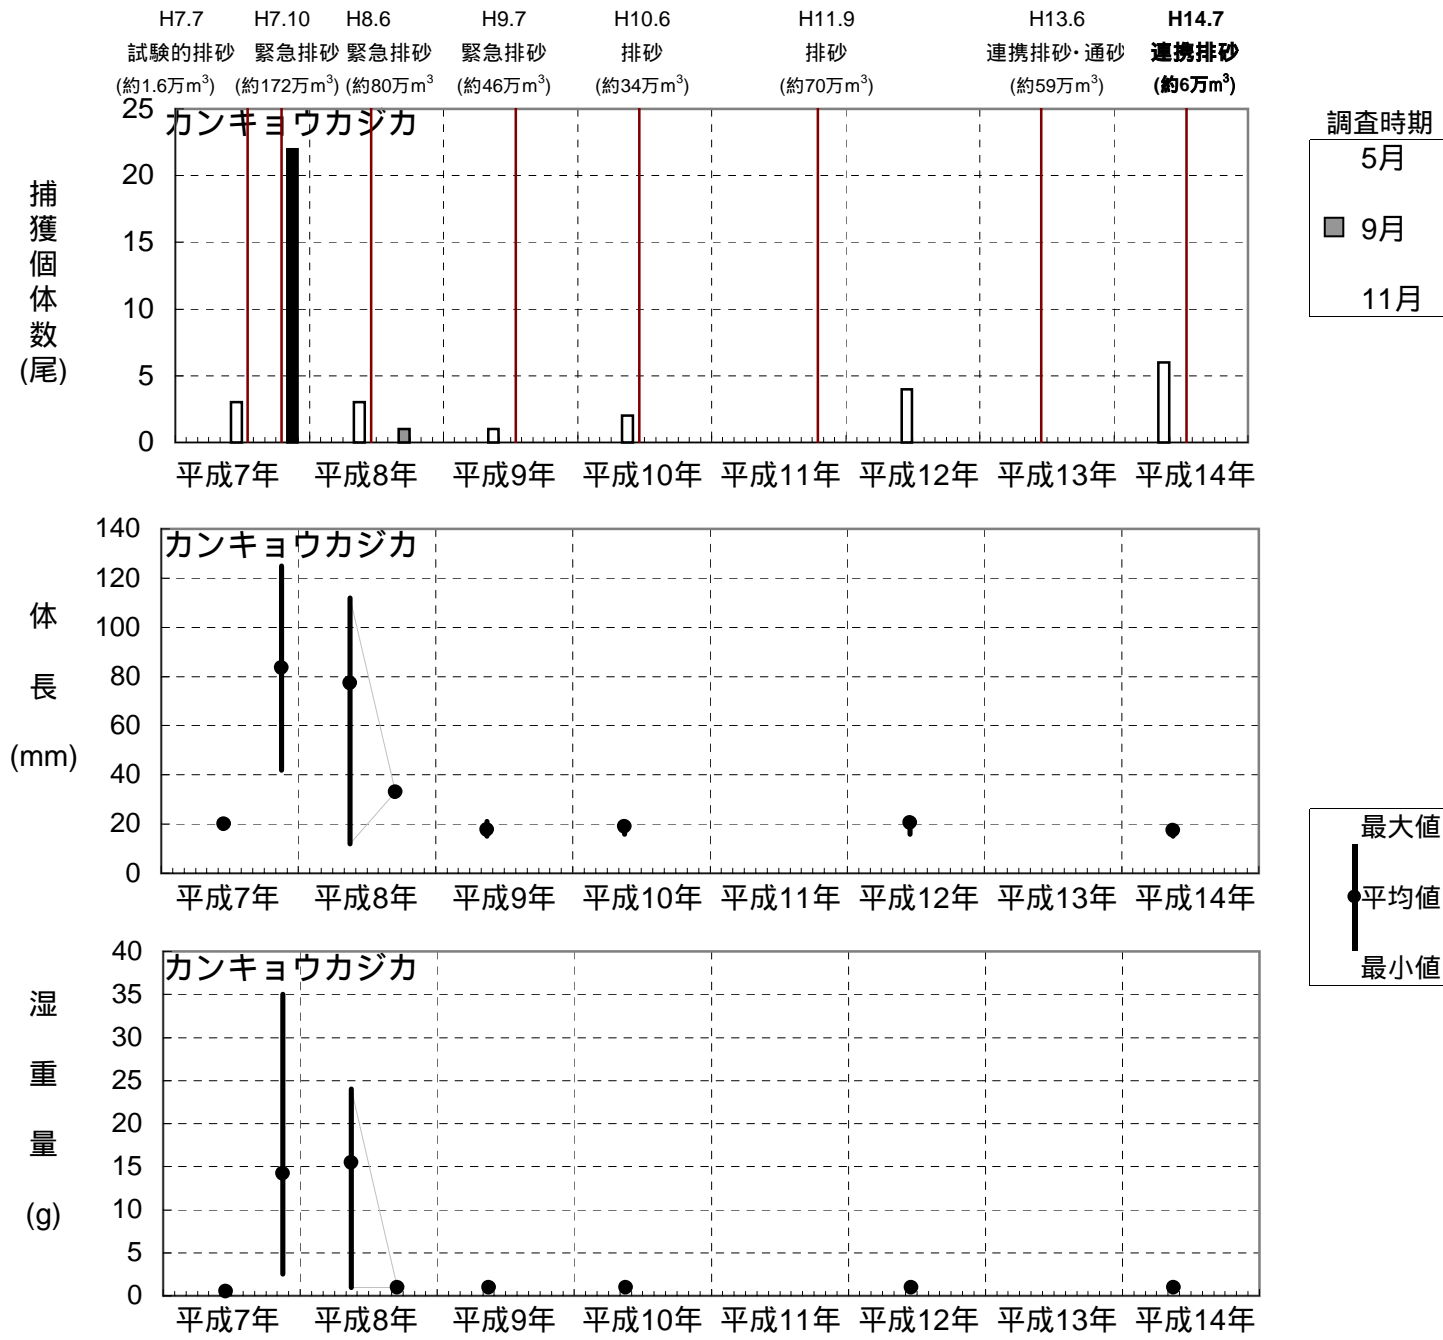 H7.7 H7.10 H8.6 H9.7 H10.6 H11.9 H13.6 H14.7
試験的排砂 緊急排砂 緊急排砂 緊急排砂 排砂 排砂 連携排砂・通砂 連携排砂
(約1.6万m³) (約172万m³) (約80万m³ (約46万m³) (約34万m³) (約70万m³) (約59万m³) (約6万m³)
カンキョウカジカ
捕獲個体数(尾)
25
20
15
10
5
0
平成7年 平成8年 平成9年 平成10年 平成11年 平成12年 平成13年 平成14年
調査時期
5月
9月
11月
カンキョウカジカ
体長(mm)
140
120
100
80
60
40
20
0
平成7年 平成8年 平成9年 平成10年 平成11年 平成12年 平成13年 平成14年
最大値
平均値
最小値
カンキョウカジカ
湿重量(g)
40
35
30
25
20
15
10
5
0
平成7年 平成8年 平成9年 平成10年 平成11年 平成12年 平成13年 平成14年